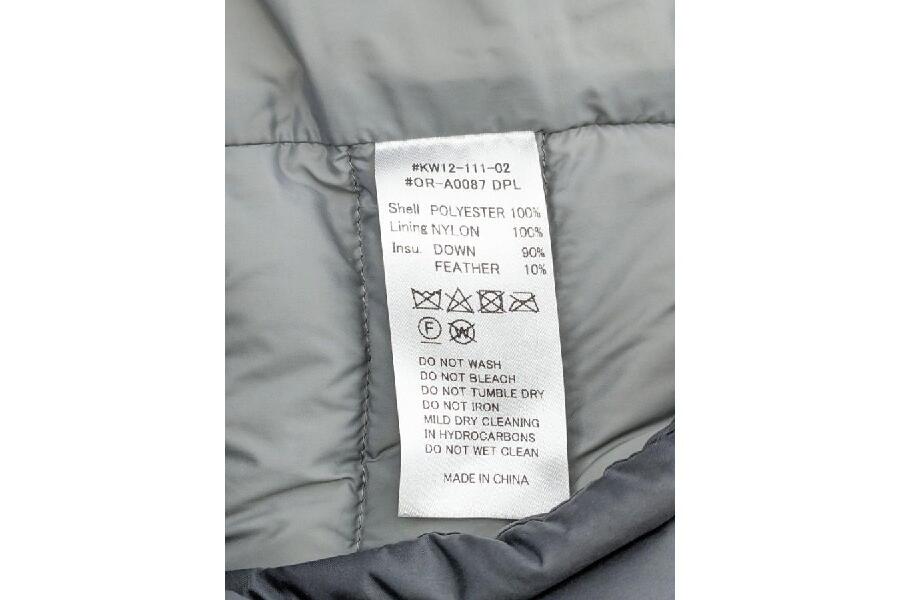 #KW12-111-02
#OR-A0087 DPL
Shell POLYESTER 100%
Lining NYLON 100%
Insu. DOWN 90%
FEATHER 10%
F W
DO NOT WASH
DO NOT BLEACH
DO NOT TUMBLE DRY
DO NOT IRON
MILD DRY CLEANING
IN HYDROCARBONS
DO NOT WET CLEAN
MADE IN CHINA